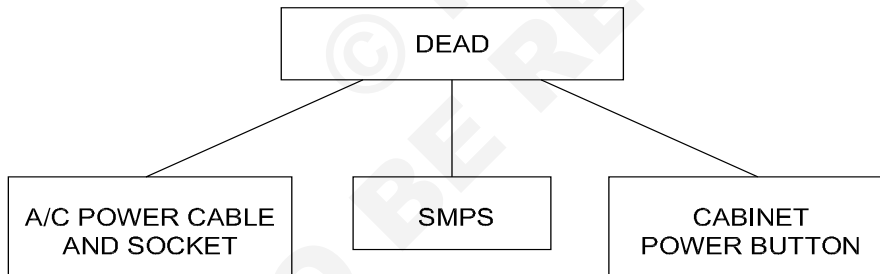 DEAD
A/C POWER CABLE
AND SOCKET
SMPS
CABINET
POWER BUTTON